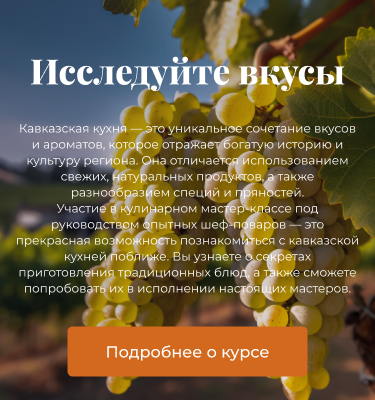 Исследуйте вкусы
Кавказская кухня — это уникальное сочетание вкусов
и ароматов, которое отражает богатую историю и
культуру региона. Она отличается использованием
свежих, натуральных продуктов, а также
разнообразием специй и пряностей.
Участие в кулинарном мастер-классе под
руководством опытных шеф-поваров — это
прекрасная возможность познакомиться с кавказской
кухней поближе. Вы узнаете о секретах
приготовления традиционных блюд, а также сможете
попробовать их в исполнении настоящих мастеров.
Подробнее о курсе